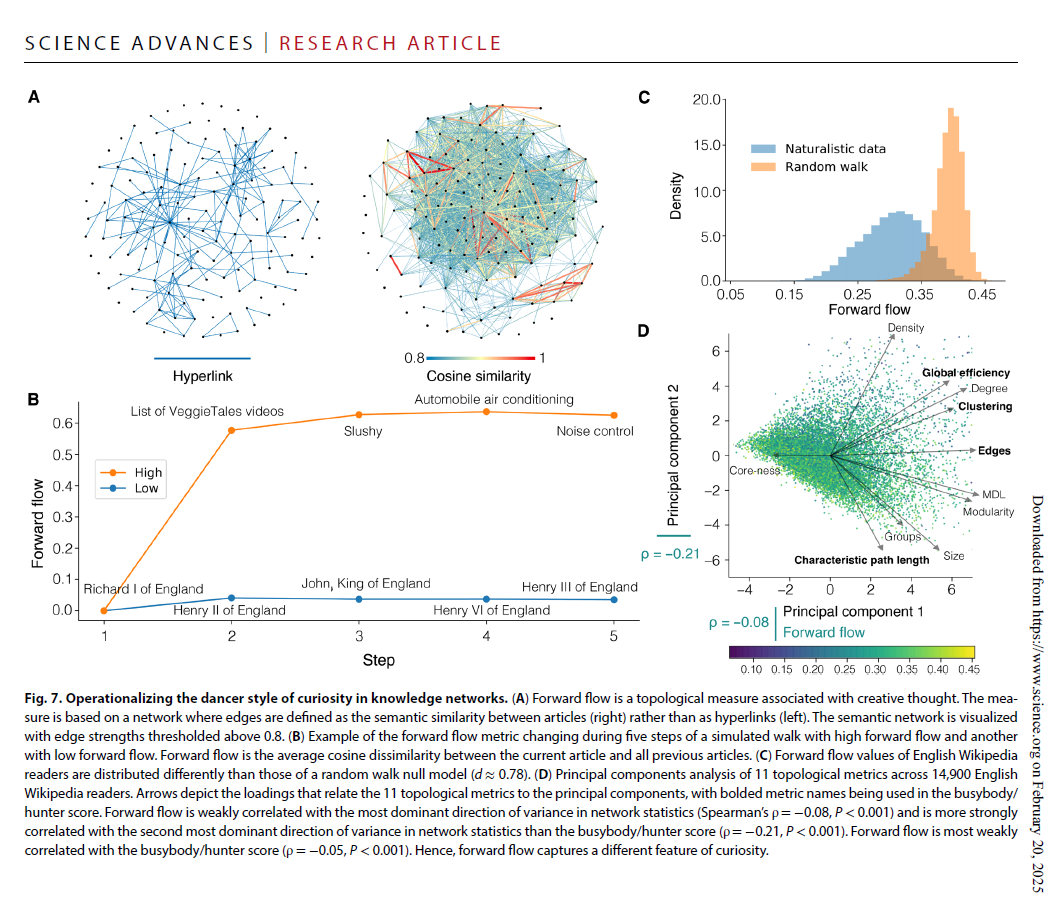 SCIENCE ADVANCES | RESEARCH ARTICLE
A
Hyperlink
0.8 1
Cosine similarity
B
Forward flow
0.6
0.5
0.4
0.3
0.2
0.1
0.0
High
Low
List of VeggieTales videos
Slushy
Automobile air conditioning
Noise control
Richard I of England
Henry II of England
John, King of England
Henry VI of England
Henry III of England
1 2 3 4 5
Step
C
Density
20.0
15.0
10.0
5.0
0.0
Naturalistic data
Random walk
0.05 0.15 0.25 0.35 0.45
Forward flow
D
Principal component 2
ρ = −0.21
6
4
2
0
−2
−4
−6
Density
Global efficiency
Degree
Clustering
Edges
Core-ness
MDL
Modularity
Groups
Size
Characteristic path length
−4 −2 0 2 4 6
ρ = −0.08
Principal component 1
Forward flow
0.10 0.15 0.20 0.25 0.30 0.35 0.40 0.45
Fig. 7. Operationalizing the dancer style of curiosity in knowledge networks. (A) Forward flow is a topological measure associated with creative thought. The mea-
sure is based on a network where edges are defined as the semantic similarity between articles (right) rather than as hyperlinks (left). The semantic network is visualized
with edge strengths thresholded above 0.8. (B) Example of the forward flow metric changing during five steps of a simulated walk with high forward flow and another
with low forward flow. Forward flow is the average cosine dissimilarity between the current article and all previous articles. (C) Forward flow values of English Wikipedia
readers are distributed differently than those of a random walk null model (d ≈ 0.78). (D) Principal components analysis of 11 topological metrics across 14,900 English
Wikipedia readers. Arrows depict the loadings that relate the 11 topological metrics to the principal components, with bolded metric names being used in the busybody/
hunter score. Forward flow is weakly correlated with the most dominant direction of variance in network statistics (Spearman's ρ = −0.08, P < 0.001) and is more strongly
correlated with the second most dominant direction of variance in network statistics than the busybody/hunter score (ρ = −0.21, P < 0.001). Forward flow is most weakly
correlated with the busybody/hunter score (ρ = −0.05, P < 0.001). Hence, forward flow captures a different feature of curiosity.
Downloaded from https://www.science.org on February 20, 2025